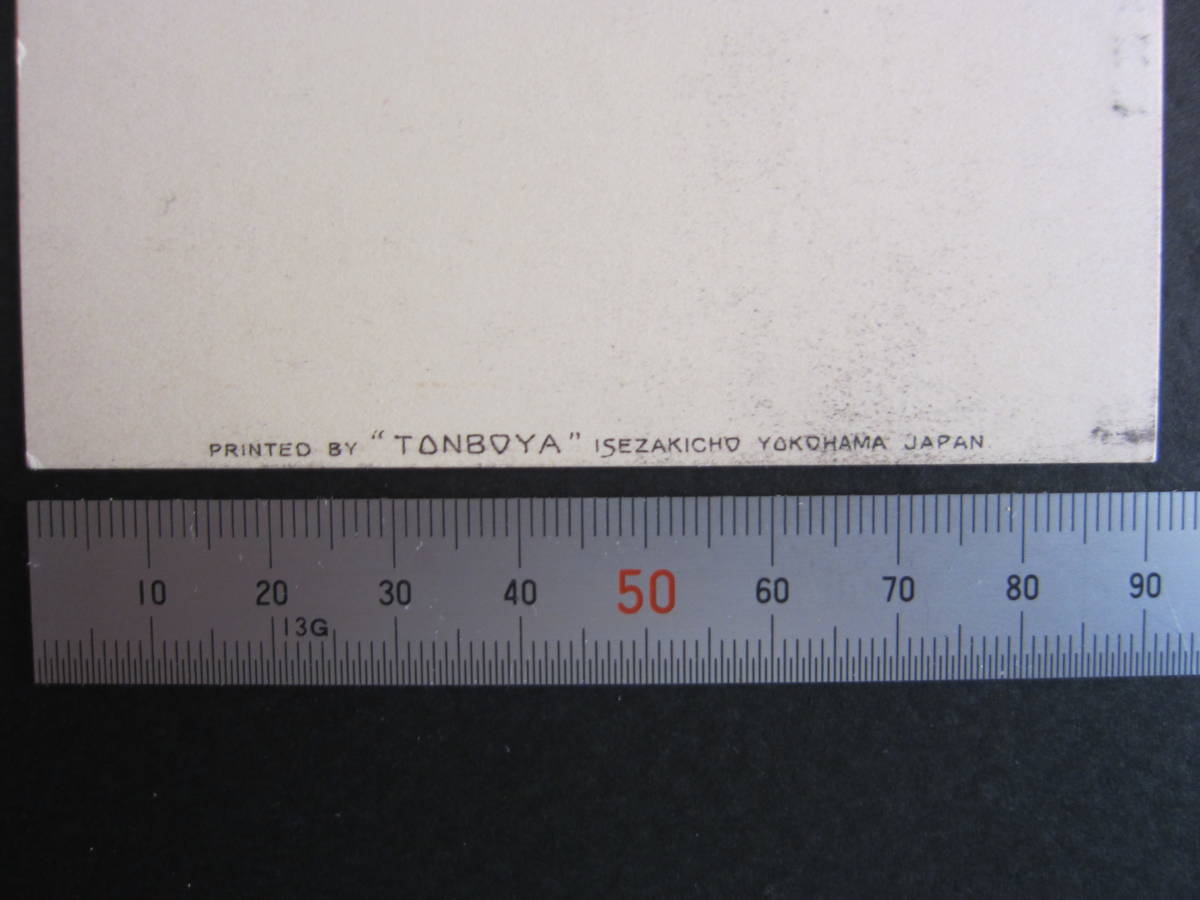 PRINTED BY "TONBOYA" ISEZAKICHO YOKOHAMA JAPAN.
10 20 30 40 50 60 70 80 90
13G